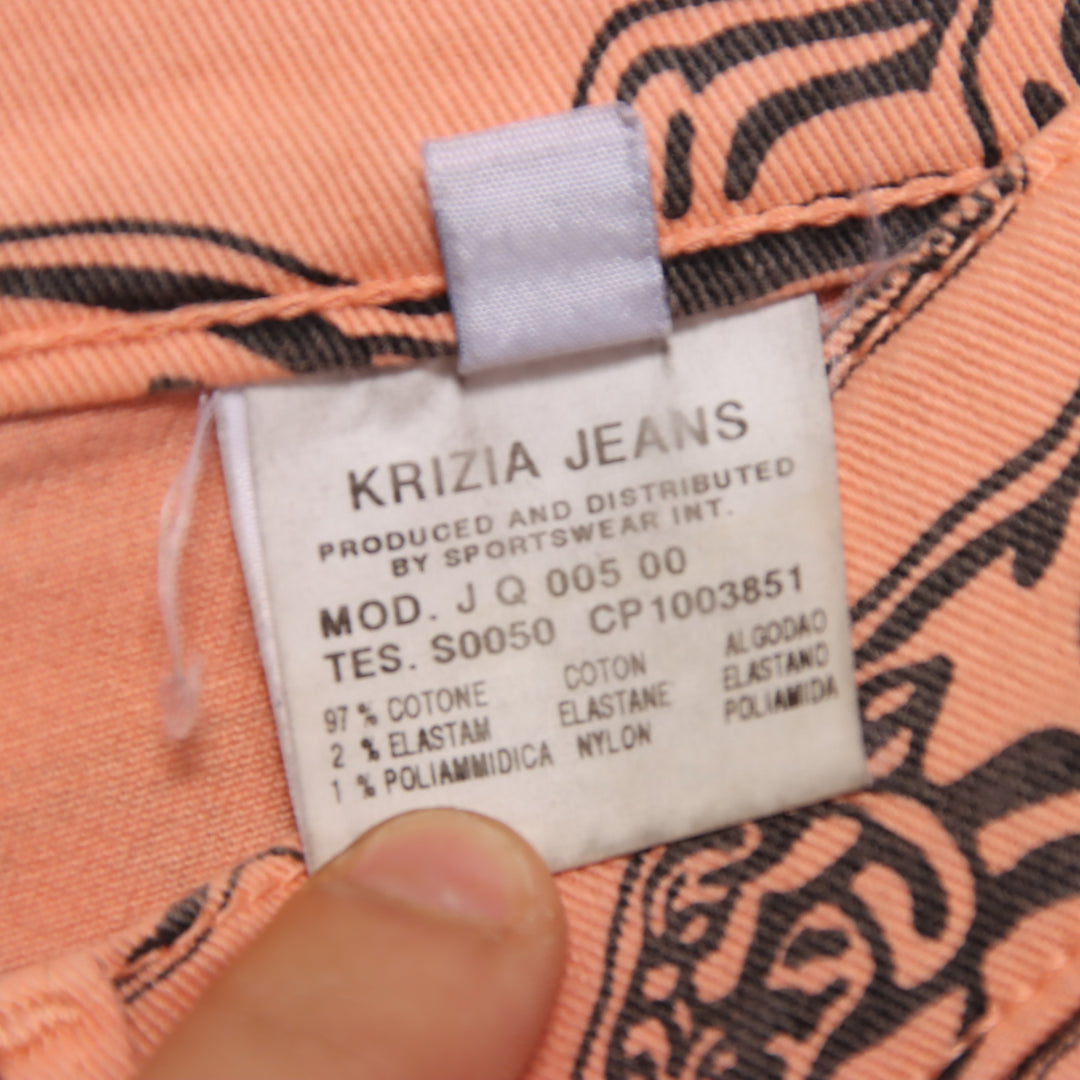 KRIZIA JEANS
PRODUCED AND DISTRIBUTED
BY SPORTSWEAR INT.
MOD. J Q 005 00
TES. S0050 CP1003851
97 % COTONE COTON ALGODAO
2 % ELASTAM ELASTANE ELASTANO
1 % POLIAMMIDICA NYLON POLIAMIDA